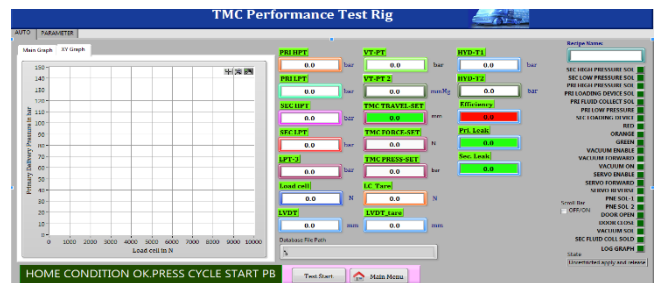 TMC Performance Test Rig
AUTO PARAMETER
Main Graph XY Graph
150
140
130
120
110
100
90
80
70
60
50
40
30
20
10
0
Primary Delivery Pressure in bar
0 1000 2000 3000 4000 5000 6000 7000 8000 9000 10000
Load cell in N
PRI HPT
0.0 bar
PRI LPT
0.0 bar
SEC HPT
0.0 bar
SEC LPT
0.0 bar
LPT-3
0.0 bar
Load cell
0.0 N
LVDT
0.0 mm
VT-PT
0.0 bar
VT-PT 2
0.0 mmHg
TMC TRAVEL-SET
0.0 mm
TMC FORCE-SET
0.0 N
TMC PRESS-SET
0.0 bar
LC Tare
0.0 N
LVDT_tare
0.0 mm
HYD-T1
0.0 bar
HYD-T2
0.0 bar
Efficiency
0.0
Pri. Leak
0.0
Sec. Leak
0.0
Recipe Name
SEC HIGH PRESSURE SOL
SEC LOW PRESSURE SOL
PRI HIGH PRESSURE SOL
PRI LOADING DEVICE SOL
PRI FLUID COLLECT SOL
PRI LOW PRESSURE
SEC LOADING DEVICE
RED
ORANGE
GREEN
VACUUM ENABLE
VACUUM FORWARD
VACUUM ON
SERVO ENABLE
SERVO FORWARD
SERVO REVERSE
PNE SOL-1
PNE SOL 2
DOOR OPEN
DOOR CLOSE
VACUUM SOL
SEC FLUID COLL SOLD
LOG GRAPH
Scroll Bar
OFF/ON
State
Unrestricted apply and release
Database File Path
HOME CONDITION OK.PRESS CYCLE START PB
Test Start
Main Menu